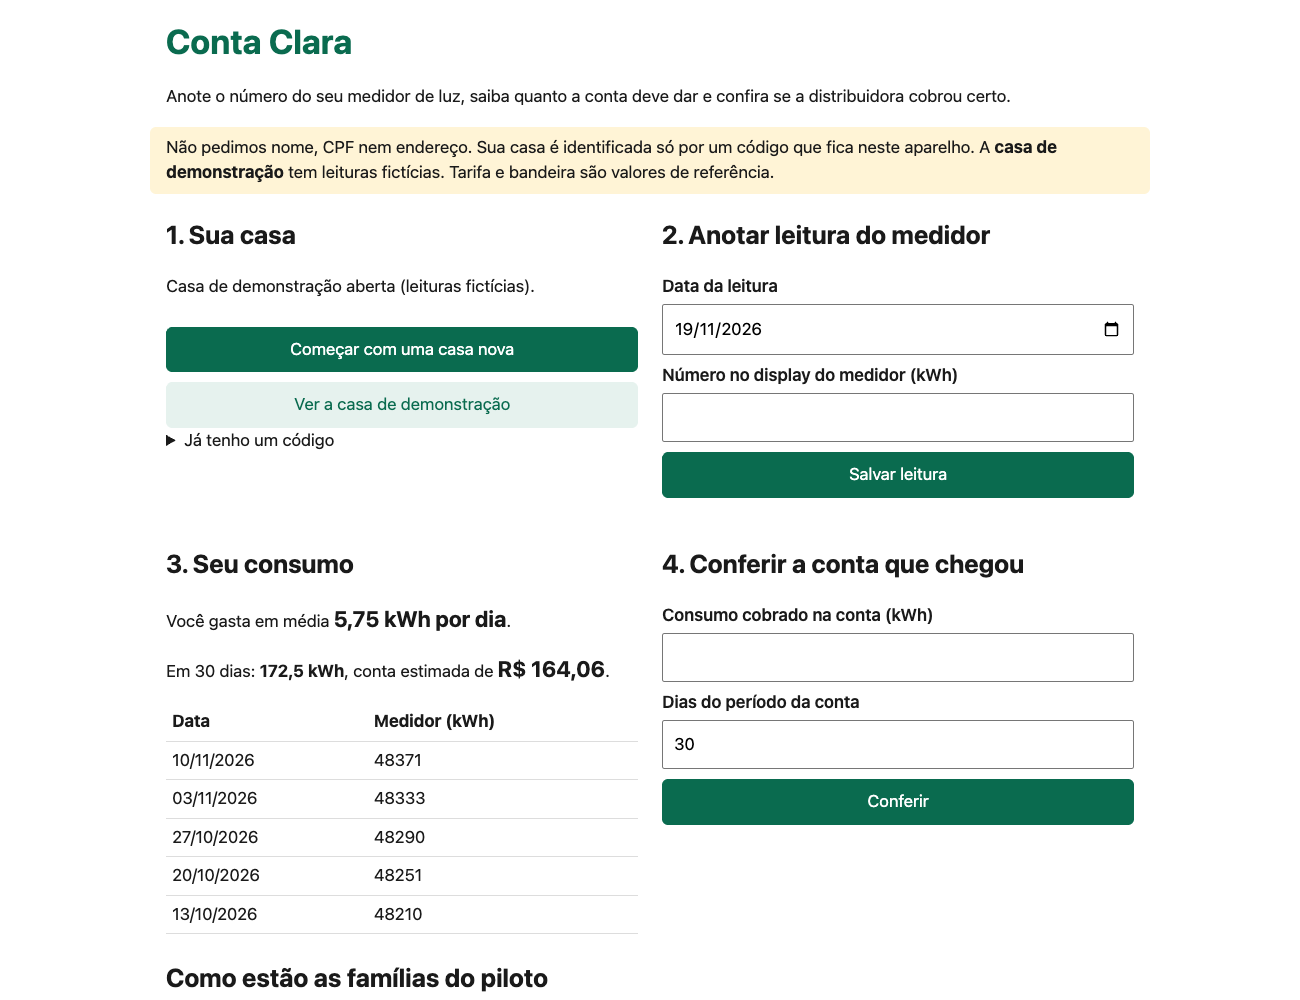 Conta Clara
Anote o número do seu medidor de luz, saiba quanto a conta deve dar e confira se a distribuidora cobrou certo.
Não pedimos nome, CPF nem endereço. Sua casa é identificada só por um código que fica neste aparelho. A casa de
demonstração tem leituras fictícias. Tarifa e bandeira são valores de referência.
1. Sua casa
Casa de demonstração aberta (leituras fictícias).
Começar com uma casa nova
Ver a casa de demonstração
Já tenho um código
2. Anotar leitura do medidor
Data da leitura
19/11/2026
Número no display do medidor (kWh)
Salvar leitura
3. Seu consumo
Você gasta em média 5,75 kWh por dia.
Em 30 dias: 172,5 kWh, conta estimada de R$ 164,06.
Data Medidor (kWh)
10/11/2026 48371
03/11/2026 48333
27/10/2026 48290
20/10/2026 48251
13/10/2026 48210
4. Conferir a conta que chegou
Consumo cobrado na conta (kWh)
Dias do período da conta
30
Conferir
Como estão as famílias do piloto